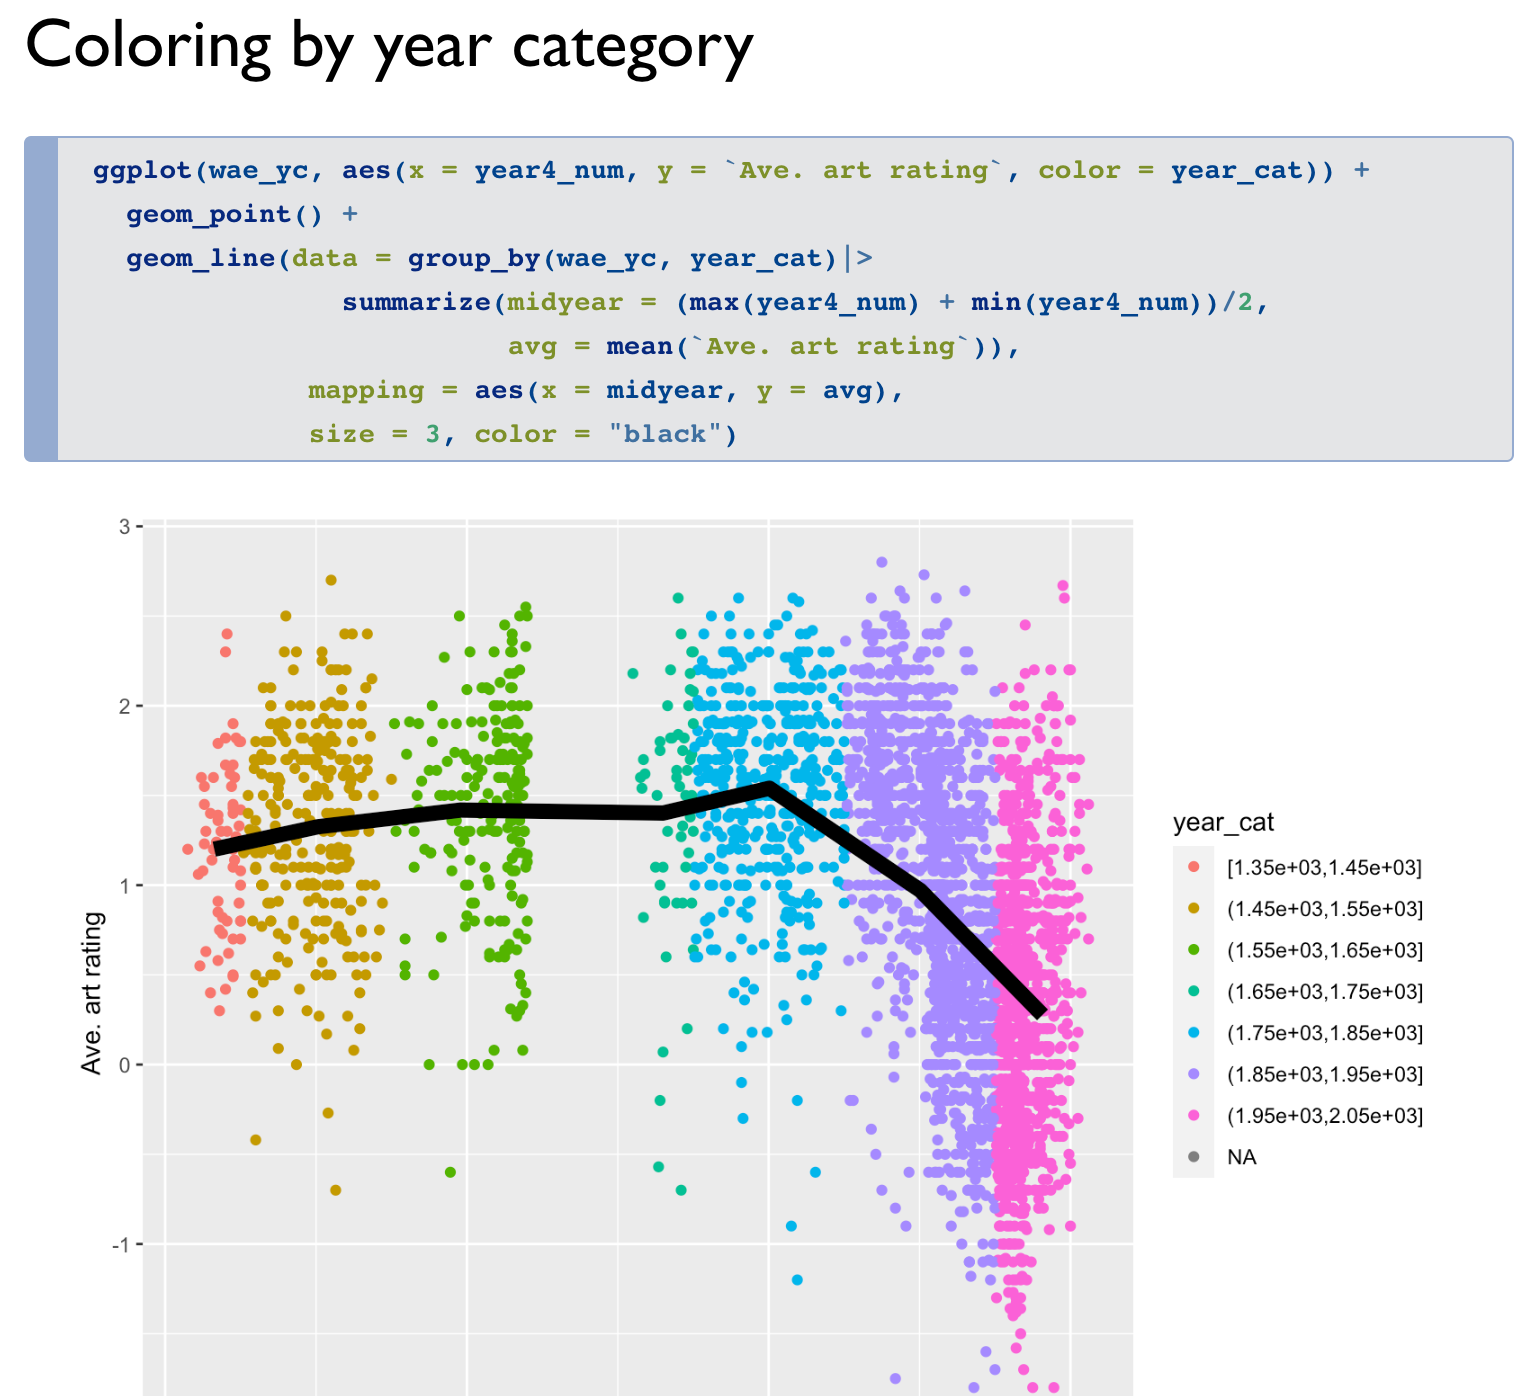 Coloring by year category
ggplot(wae_yc, aes(x = year4_num, y = `Ave. art rating`, color = year_cat)) +
  geom_point() +
  geom_line(data = group_by(wae_yc, year_cat)|>
               summarize(midyear = (max(year4_num) + min(year4_num))/2,
                         avg = mean(`Ave. art rating`)),
             mapping = aes(x = midyear, y = avg),
             size = 3, color = "black")
3
2
1
0
-1
Ave. art rating
year_cat
[1.35e+03,1.45e+03]
(1.45e+03,1.55e+03]
(1.55e+03,1.65e+03]
(1.65e+03,1.75e+03]
(1.75e+03,1.85e+03]
(1.85e+03,1.95e+03]
(1.95e+03,2.05e+03]
NA